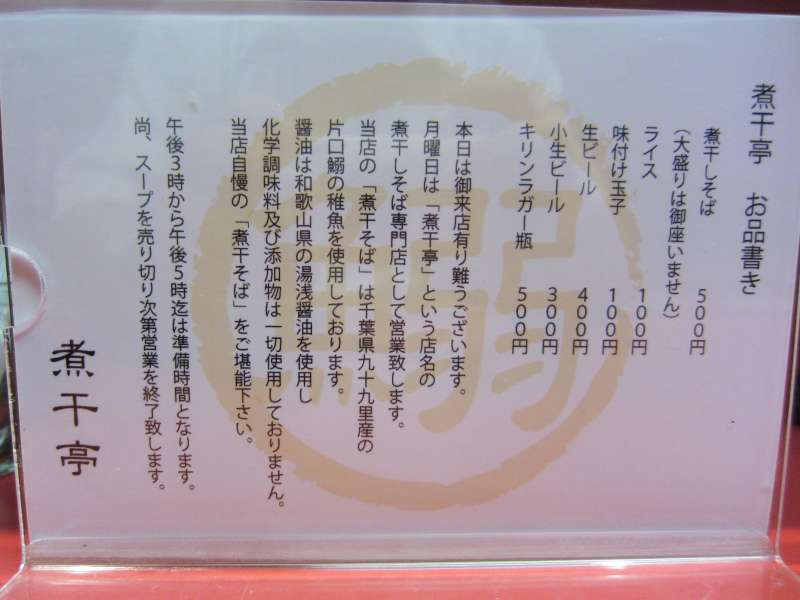 煮干亭 お品書き
煮干しそば 500円
（大盛りは御座いません）
ライス 100円
味付け玉子 100円
生ビール 400円
小生ビール 300円
キリンラガー瓶 500円
本日は御来店有り難うございます。
月曜日は「煮干亭」という店名の
煮干しそば専門店として営業致します。
当店の「煮干そば」は千葉県九十九里産の
片口鰯の稚魚を使用しております。
醤油は和歌山県の湯浅醤油を使用し
化学調味料及び添加物は一切使用しておりません。
当店自慢の「煮干そば」をご堪能下さい。
午後3時から午後5時迄は準備時間となります。
尚、スープを売り切り次第営業を終了致します。
煮干亭
鰯